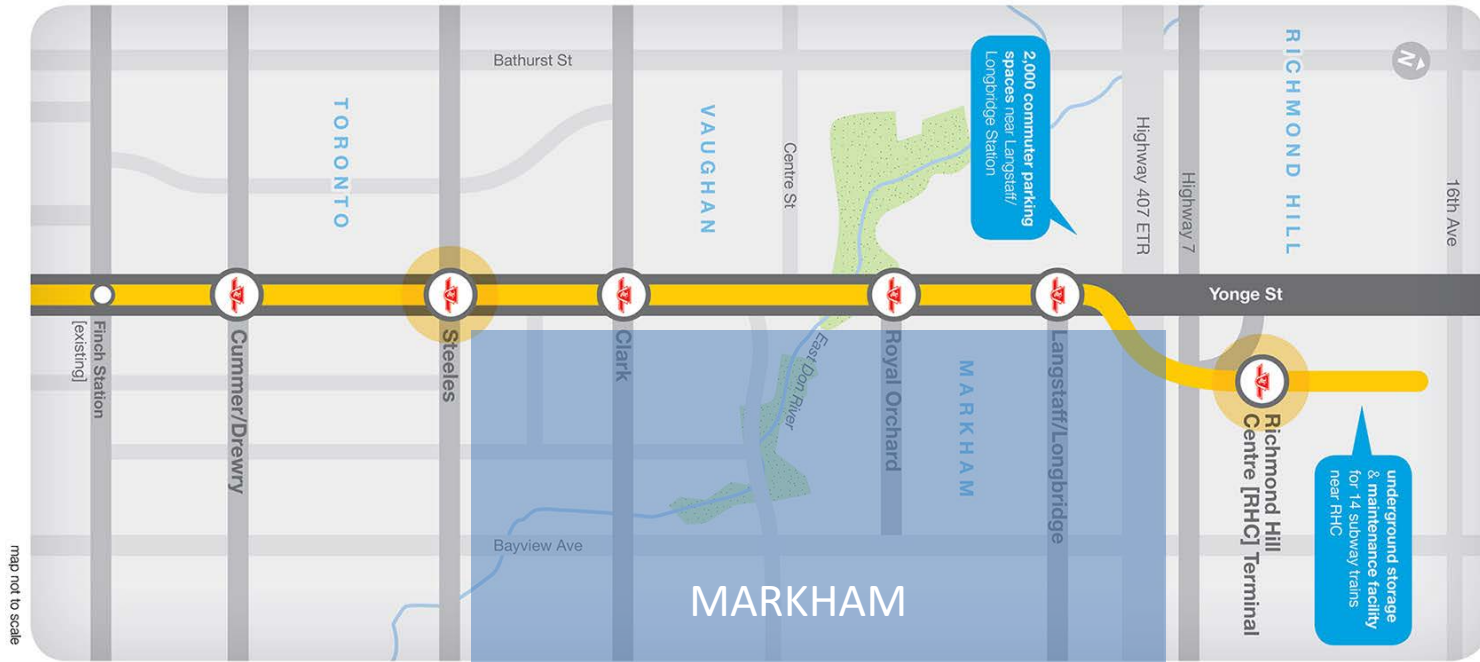 Bathurst St
N
RICHMOND HILL
TORONTO
VAUGHAN
2,000 commuter parking
spaces near Langstaff/
Longbridge Station
Highway 407 ETR
Centre St
Highway 7
16th Ave
Yonge St
Finch Station
[existing]
Cummer/Drewry
Steeles
Clark
East Don River
Royal Orchard
MARKHAM
Langstaff/Longbridge
Richmond Hill
Centre [RHC] Terminal
underground storage
& maintenance facility
for 14 subway trains
near RHC
Bayview Ave
MARKHAM
map not to scale